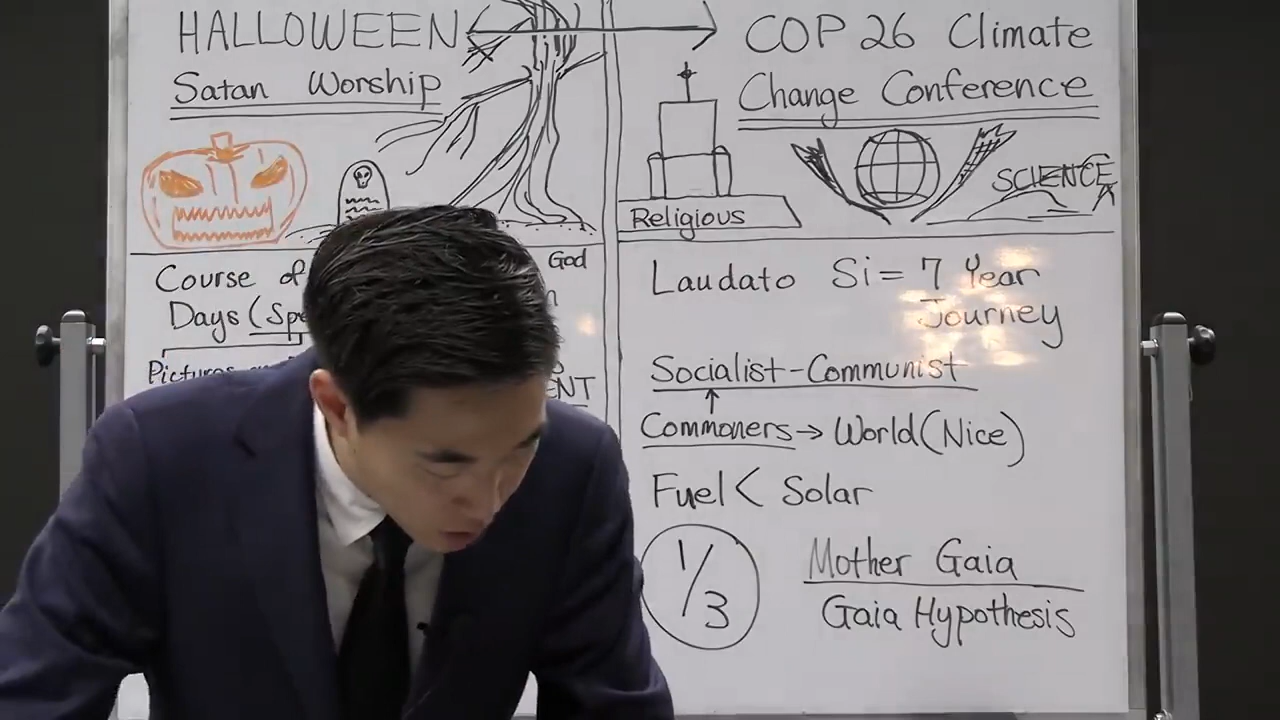 HALLOWEEN
Satan Worship
Course of
God
Days (Spe
ENT
COP 26 Climate
Change Conference
SCIENCE
Religious
Laudato Si = 7 Year
Journey
Socialist-Communist
↑
Commoners → World (Nice)
Fuel < Solar
1/3
Mother Gaia
Gaia Hypothesis